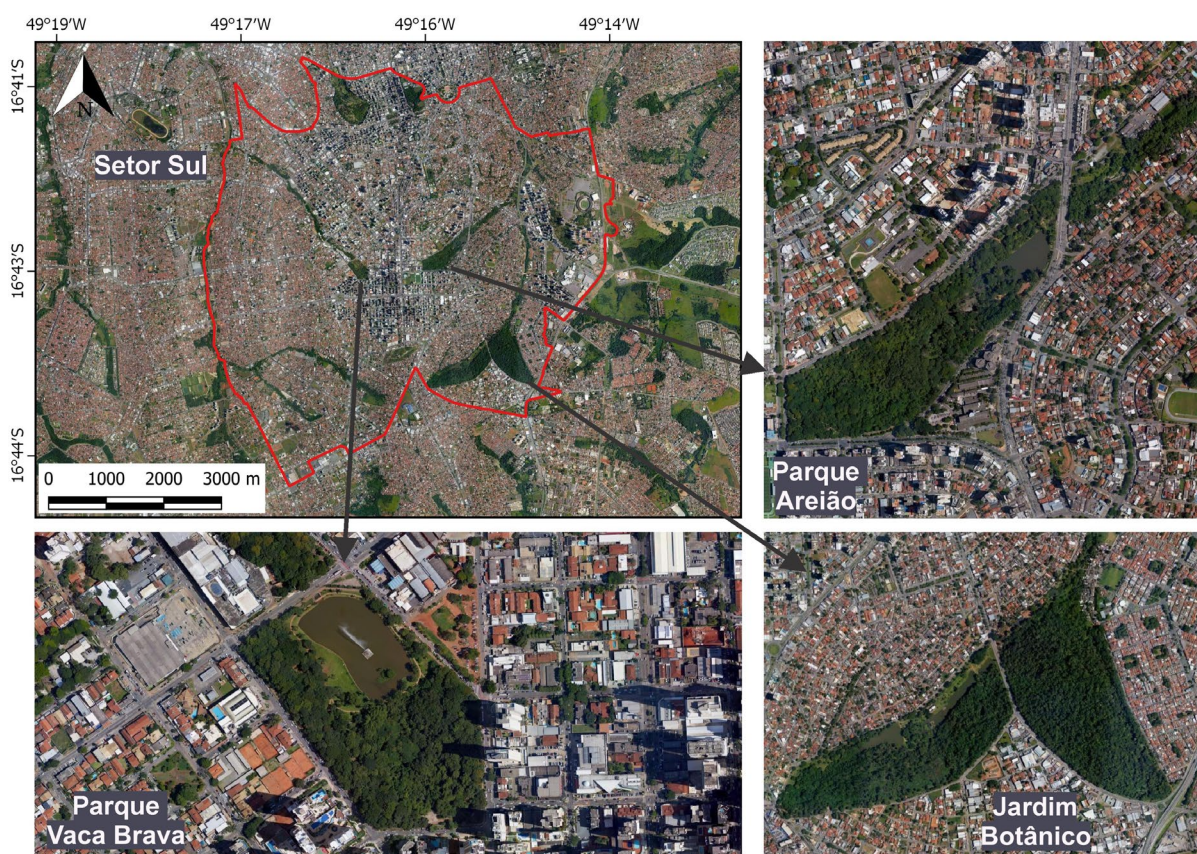 49°19'W
49°17'W
49°16'W
49°14'W
16°41'S
16°43'S
16°44'S
N
Setor Sul
0 1000 2000 3000 m
Parque
Areião
Parque
Vaca Brava
Jardim
Botânico